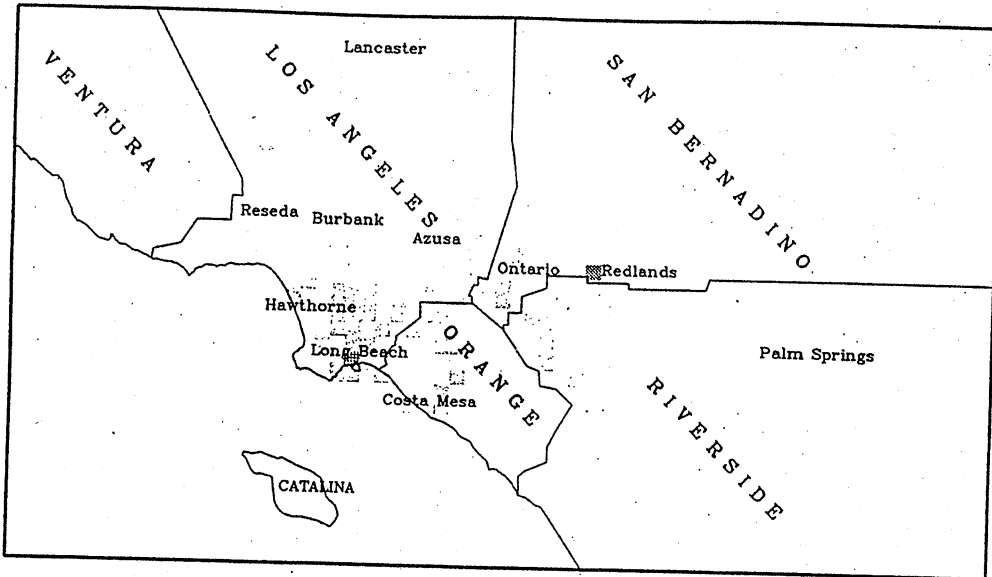 Lancaster
VENTURA
LOS ANGELES
SAN BERNADINO
Reseda
Burbank
Azusa
Ontario
Redlands
Hawthorne
Long Beach
ORANGE
Palm Springs
Costa Mesa
RIVERSIDE
CATALINA